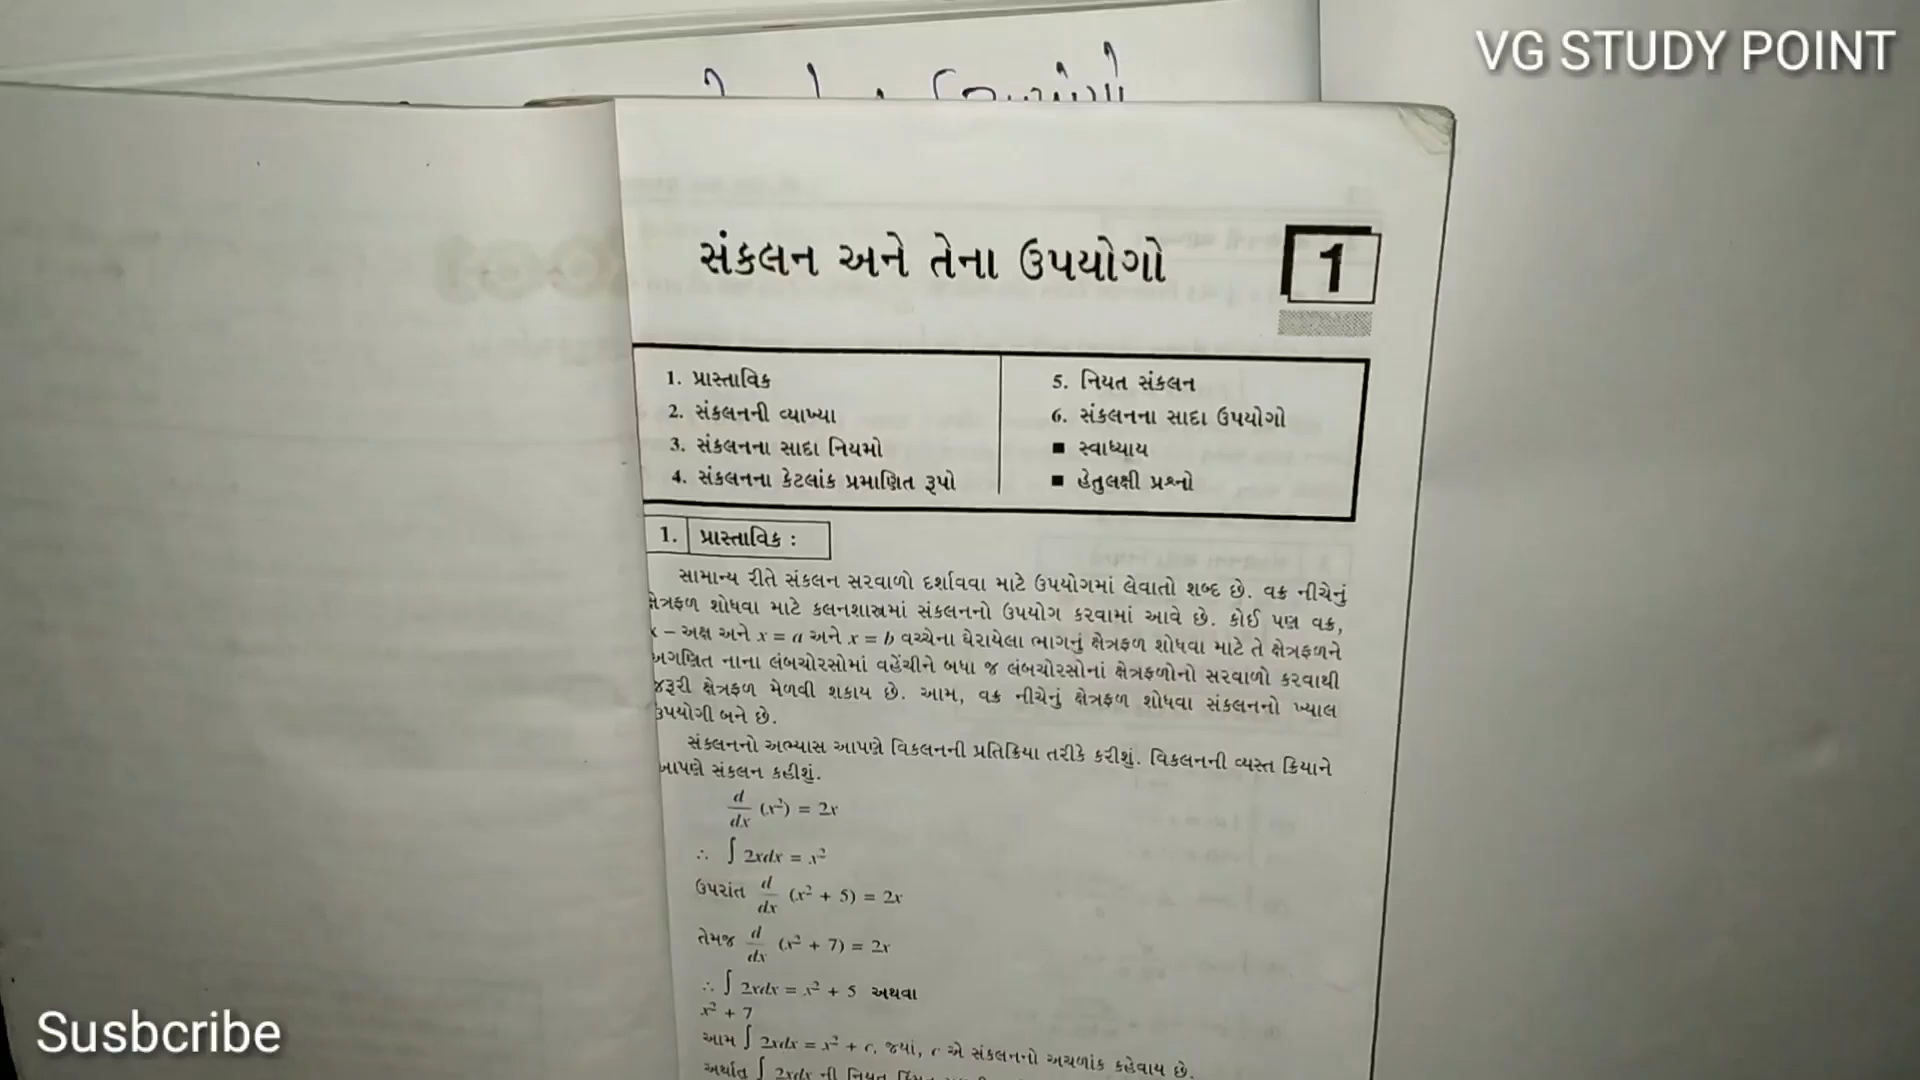 VG STUDY POINT
સંકલન અને તેના ઉપયોગો
1
1. પ્રાસ્તાવિક
2. સંકલનની વ્યાખ્યા
3. સંકલનના સાદા નિયમો
4. સંકલનના કેટલાંક પ્રમાણિત રૂપો
5. નિયત સંકલન
6. સંકલનના સાદા ઉપયોગો
■ સ્વાધ્યાય
■ હેતુલક્ષી પ્રશ્નો
1. પ્રાસ્તાવિક :
સામાન્ય રીતે સંકલન સરવાળો દર્શાવવા માટે ઉપયોગમાં લેવાતો શબ્દ છે. વક્ર નીચેનું
ક્ષેત્રફળ શોધવા માટે કલનશાસ્ત્રમાં સંકલનનો ઉપયોગ કરવામાં આવે છે. કોઈ પણ વક્ર,
x – અક્ષ અને x = a અને x = b વચ્ચેના ઘેરાયેલા ભાગનું ક્ષેત્રફળ શોધવા માટે તે ક્ષેત્રફળને
અગણિત નાના લંબચોરસોમાં વહેંચીને બધા જ લંબચોરસોનાં ક્ષેત્રફળોનો સરવાળો કરવાથી
જરૂરી ક્ષેત્રફળ મેળવી શકાય છે. આમ, વક્ર નીચેનું ક્ષેત્રફળ શોધવા સંકલનનો ખ્યાલ
ઉપયોગી બને છે.
સંકલનનો અભ્યાસ આપણે વિકલનની પ્રતિક્રિયા તરીકે કરીશું. વિકલનની વ્યસ્ત ક્રિયાને
આપણે સંકલન કહીશું.
d/dx (x²) = 2x
∴ ∫ 2xdx = x²
ઉપરાંત d/dx (x² + 5) = 2x
તેમજ d/dx (x² + 7) = 2x
∴ ∫ 2xdx = x² + 5 અથવા
x² + 7
આમ ∫ 2xdx = x² + c, જ્યાં, c એ સંકલનનો અચળાંક કહેવાય છે.
અર્થાત્ ∫ 2xdx ની નિયત
Susbcribe